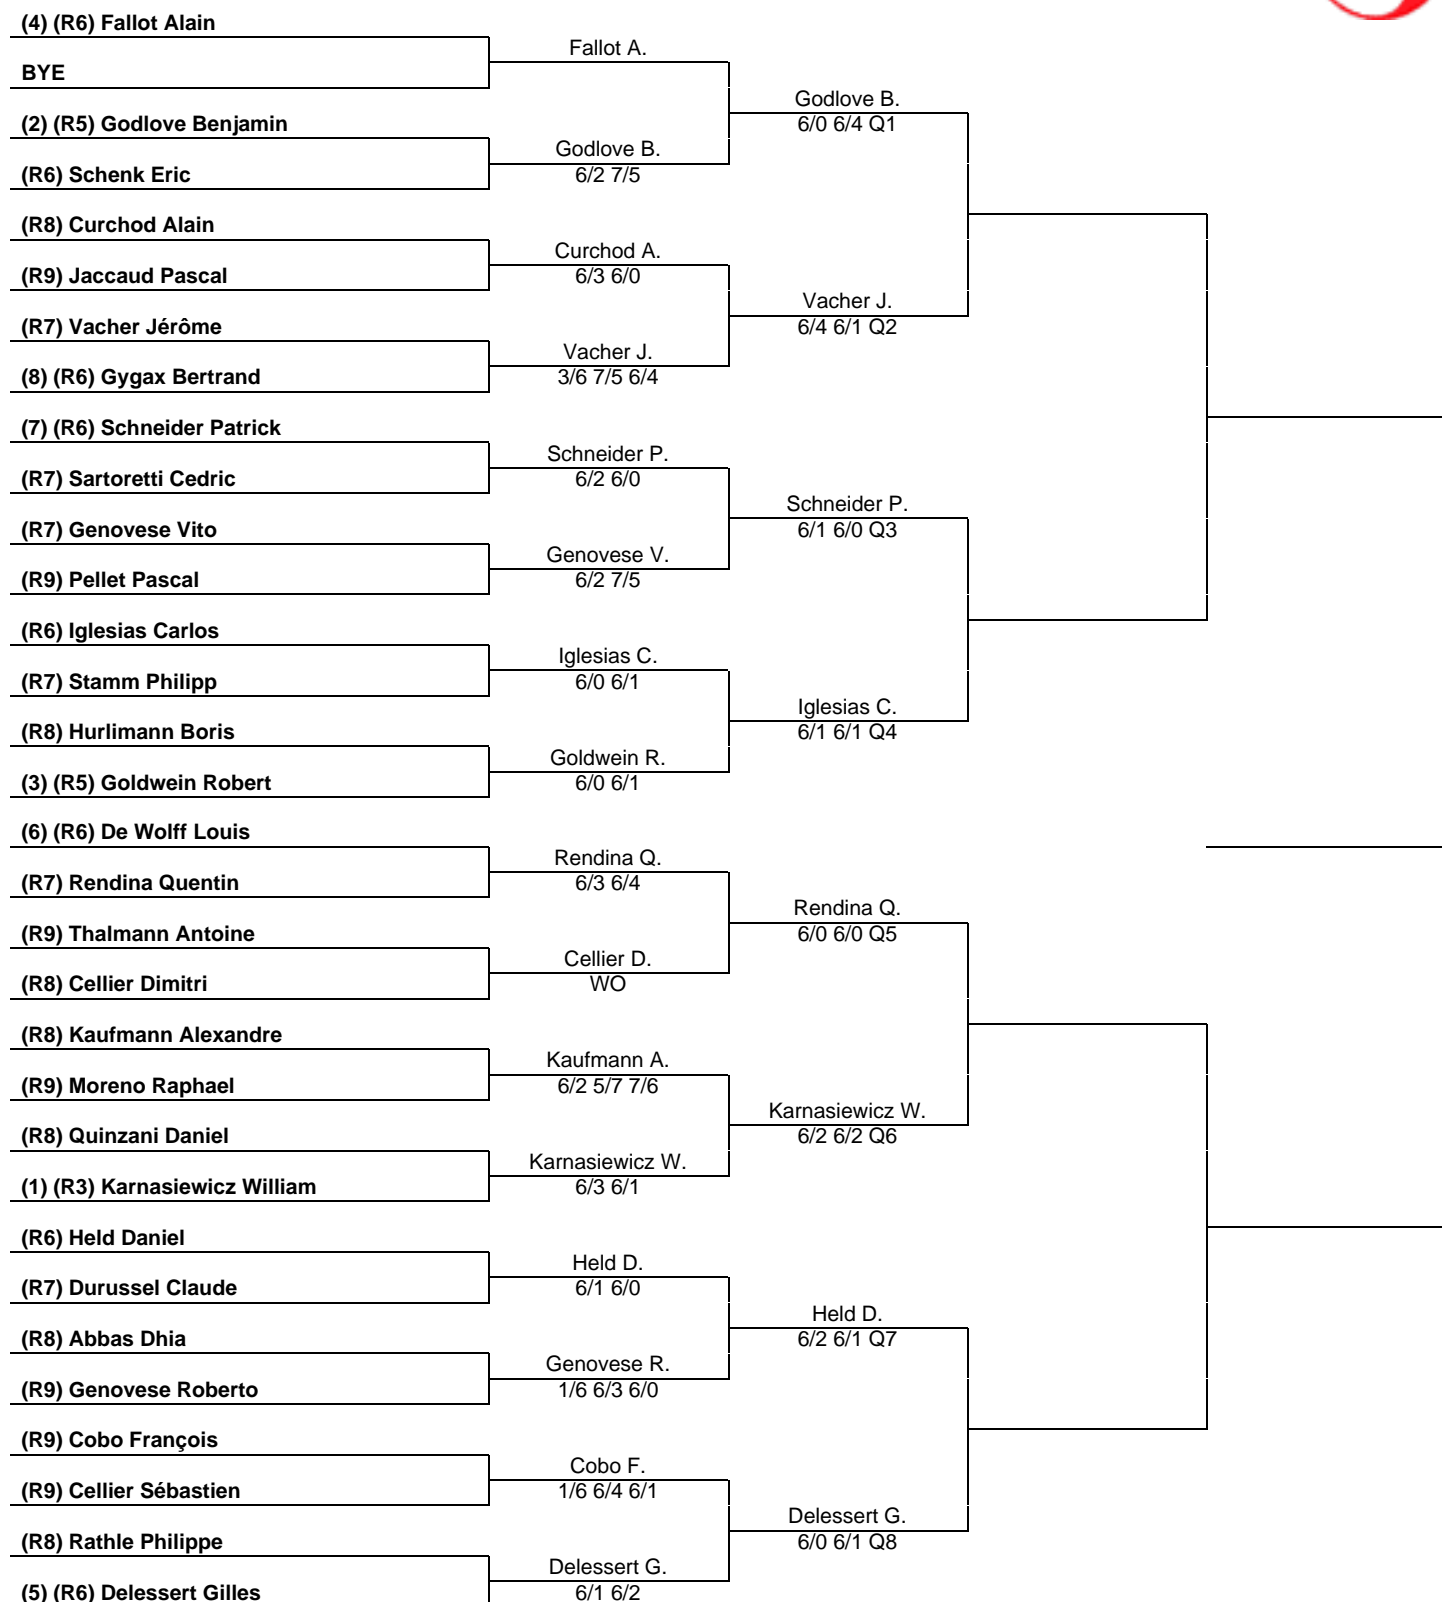 (4) (R6) Fallot Alain
Fallot A.
BYE
Godlove B.
6/0 6/4 Q1
(2) (R5) Godlove Benjamin
Godlove B.
6/2 7/5
(R6) Schenk Eric
(R8) Curchod Alain
Curchod A.
6/3 6/0
(R9) Jaccaud Pascal
Vacher J.
6/4 6/1 Q2
(R7) Vacher Jérôme
Vacher J.
3/6 7/5 6/4
(8) (R6) Gygax Bertrand
(7) (R6) Schneider Patrick
Schneider P.
6/2 6/0
(R7) Sartoretti Cedric
Schneider P.
6/1 6/0 Q3
(R7) Genovese Vito
Genovese V.
6/2 7/5
(R9) Pellet Pascal
(R6) Iglesias Carlos
Iglesias C.
6/0 6/1
(R7) Stamm Philipp
Iglesias C.
6/1 6/1 Q4
(R8) Hurlimann Boris
Goldwein R.
6/0 6/1
(3) (R5) Goldwein Robert
(6) (R6) De Wolff Louis
Rendina Q.
6/3 6/4
(R7) Rendina Quentin
Rendina Q.
6/0 6/0 Q5
(R9) Thalmann Antoine
Cellier D.
WO
(R8) Cellier Dimitri
(R8) Kaufmann Alexandre
Kaufmann A.
6/2 5/7 7/6
(R9) Moreno Raphael
Karnasiewicz W.
6/2 6/2 Q6
(R8) Quinzani Daniel
Karnasiewicz W.
6/3 6/1
(1) (R3) Karnasiewicz William
(R6) Held Daniel
Held D.
6/1 6/0
(R7) Durussel Claude
Held D.
6/2 6/1 Q7
(R8) Abbas Dhia
Genovese R.
1/6 6/3 6/0
(R9) Genovese Roberto
(R9) Cobo François
Cobo F.
1/6 6/4 6/1
(R9) Cellier Sébastien
Delessert G.
6/0 6/1 Q8
(R8) Rathle Philippe
Delessert G.
6/1 6/2
(5) (R6) Delessert Gilles